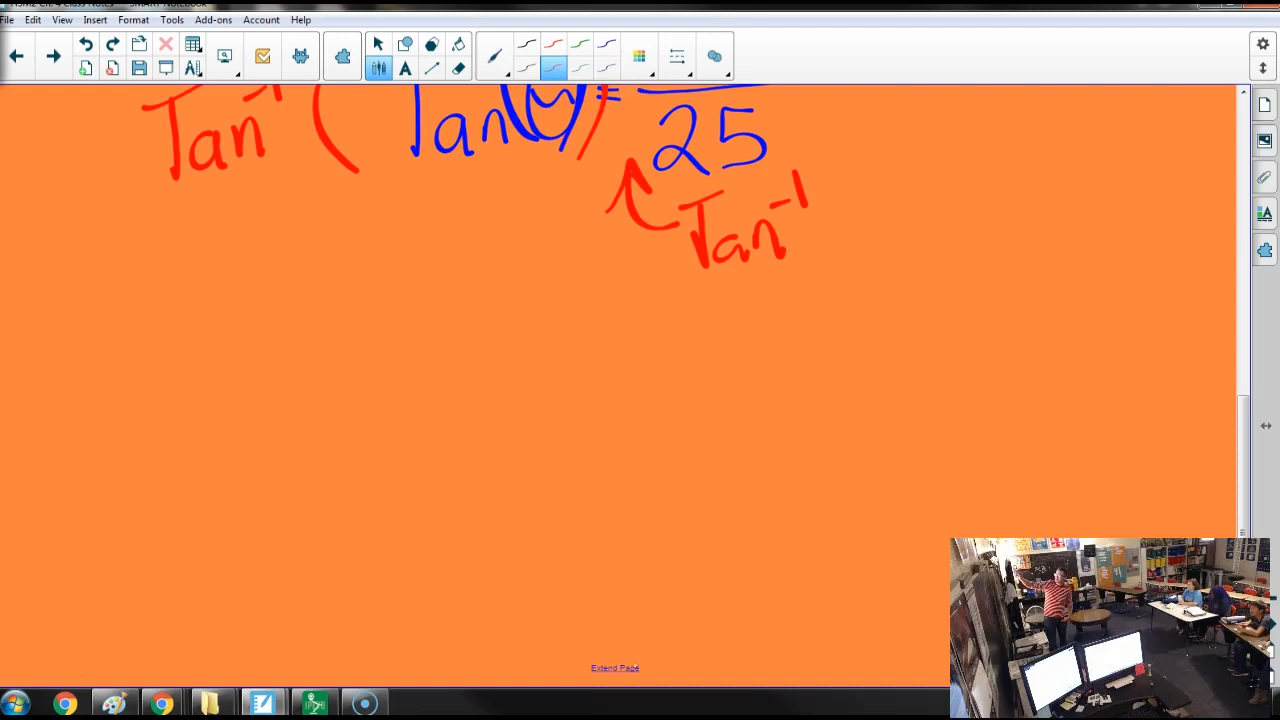 File Edit View Insert Format Tools Add-ons Account Help
Tan⁻¹ ( Tan( ) ) =
25
Tan⁻¹
Extend Page